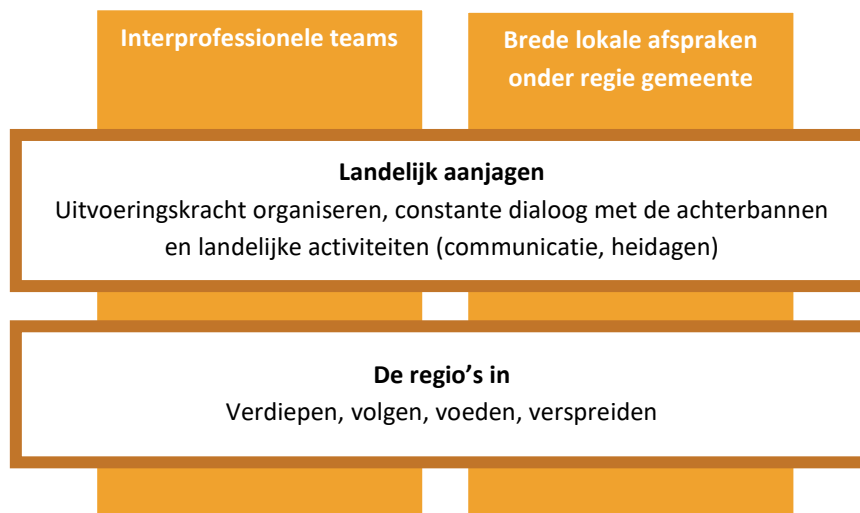 Interprofessionele teams
Brede lokale afspraken
onder regie gemeente
Landelijk aanjagen
Uitvoeringskracht organiseren, constante dialoog met de achterbannen
en landelijke activiteiten (communicatie, heidagen)
De regio’s in
Verdiepen, volgen, voeden, verspreiden